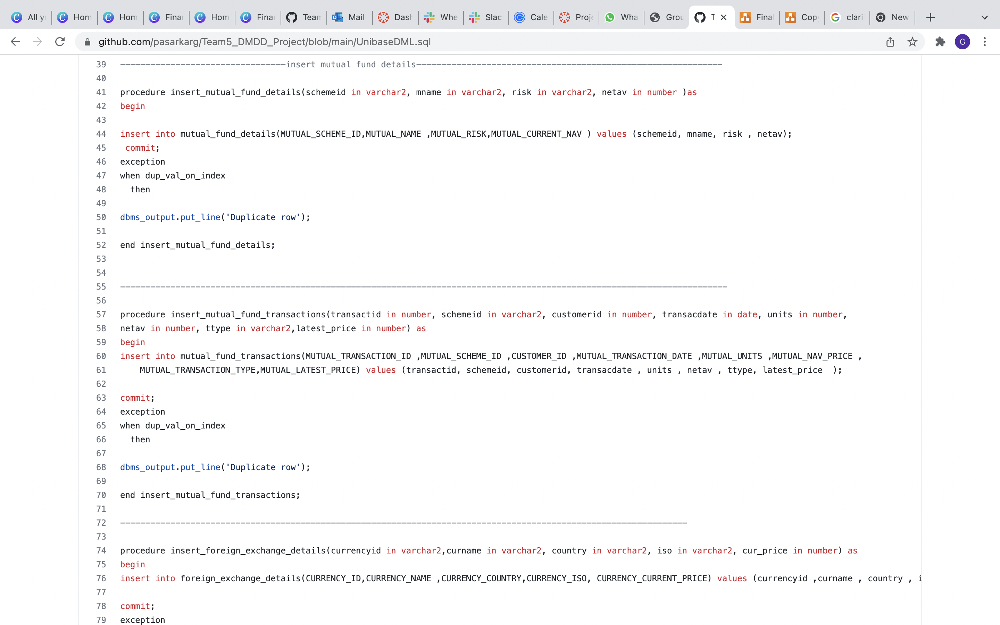 All yo Hom Hom Finar Hom Finar Team Mail Dash Whe Slac Cale Proje Wha Grou T Final Copy clari New
github.com/pasarkarg/Team5_DMDD_Project/blob/main/UnibaseDML.sql
G
39 ---------------------------------insert mutual fund details-------------------------------------------------------------
40
41 procedure insert_mutual_fund_details(schemeid in varchar2, mname in varchar2, risk in varchar2, netav in number )as
42 begin
43
44 insert into mutual_fund_details(MUTUAL_SCHEME_ID,MUTUAL_NAME ,MUTUAL_RISK,MUTUAL_CURRENT_NAV ) values (schemeid, mname, risk , netav);
45 commit;
46 exception
47 when dup_val_on_index
48 then
49
50 dbms_output.put_line('Duplicate row');
51
52 end insert_mutual_fund_details;
53
54
55 -------------------------------------------------------------------------------------------------------------------------
56
57 procedure insert_mutual_fund_transactions(transactid in number, schemeid in varchar2, customerid in number, transacdate in date, units in number,
58 netav in number, ttype in varchar2,latest_price in number) as
59 begin
60 insert into mutual_fund_transactions(MUTUAL_TRANSACTION_ID ,MUTUAL_SCHEME_ID ,CUSTOMER_ID ,MUTUAL_TRANSACTION_DATE ,MUTUAL_UNITS ,MUTUAL_NAV_PRICE ,
61 MUTUAL_TRANSACTION_TYPE,MUTUAL_LATEST_PRICE) values (transactid, schemeid, customerid, transacdate , units , netav , ttype, latest_price );
62
63 commit;
64 exception
65 when dup_val_on_index
66 then
67
68 dbms_output.put_line('Duplicate row');
69
70 end insert_mutual_fund_transactions;
71
72 -----------------------------------------------------------------------------------------------------------------
73
74 procedure insert_foreign_exchange_details(currencyid in varchar2,curname in varchar2, country in varchar2, iso in varchar2, cur_price in number) as
75 begin
76 insert into foreign_exchange_details(CURRENCY_ID,CURRENCY_NAME ,CURRENCY_COUNTRY,CURRENCY_ISO, CURRENCY_CURRENT_PRICE) values (currencyid ,curname , country , i
77
78 commit;
79 exception